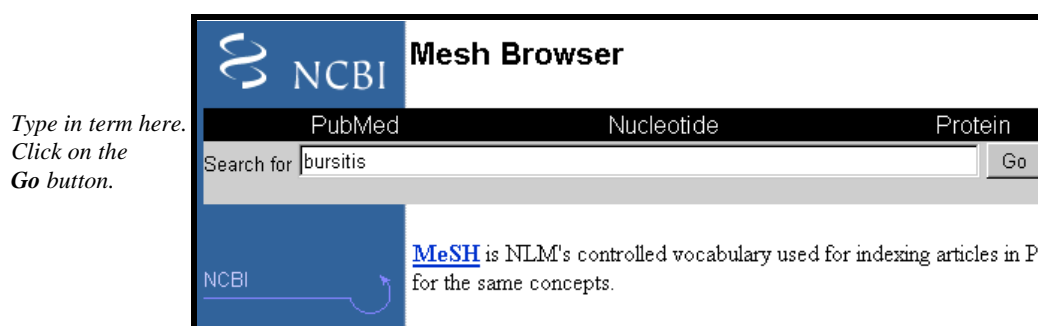 NCBI
Mesh Browser
Type in term here.
Click on the
Go button.
PubMed Nucleotide Protein
Search for bursitis Go
MeSH is NLM's controlled vocabulary used for indexing articles in P
for the same concepts.
NCBI